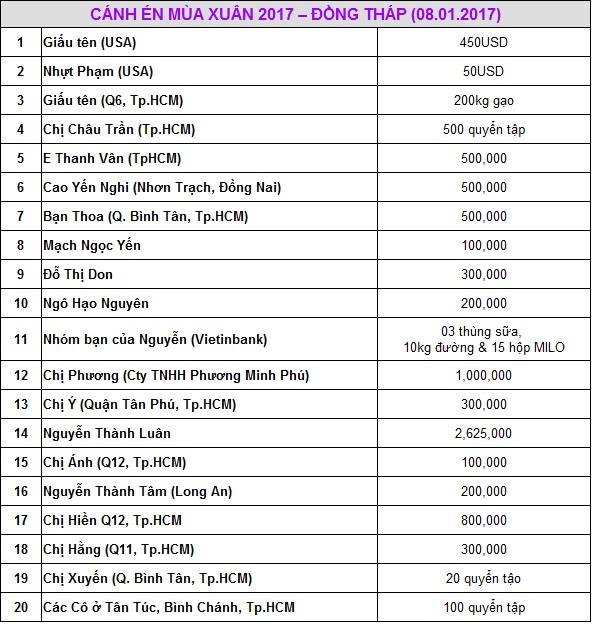 CÁNH ÉN MÙA XUÂN 2017 – ĐỒNG THÁP (08.01.2017)
1 Giấu tên (USA) 450USD
2 Nhựt Phạm (USA) 50USD
3 Giấu tên (Q6, Tp.HCM) 200kg gạo
4 Chị Châu Trần (Tp.HCM) 500 quyển tập
5 E Thanh Vân (TpHCM) 500,000
6 Cao Yến Nghi (Nhơn Trạch, Đồng Nai) 500,000
7 Bạn Thoa (Q. Bình Tân, Tp.HCM) 500,000
8 Mạch Ngọc Yến 100,000
9 Đỗ Thị Don 300,000
10 Ngô Hạo Nguyên 200,000
11 Nhóm bạn của Nguyễn (Vietinbank) 03 thùng sữa,
10kg đường & 15 hộp MILO
12 Chị Phương (Cty TNHH Phương Minh Phú) 1,000,000
13 Chị Ý (Quận Tân Phú, Tp.HCM) 300,000
14 Nguyễn Thành Luân 2,625,000
15 Chị Ánh (Q12, Tp.HCM) 100,000
16 Nguyễn Thành Tâm (Long An) 200,000
17 Chị Hiền Q12, Tp.HCM 800,000
18 Chị Hằng (Q11, Tp.HCM) 300,000
19 Chị Xuyến (Q. Bình Tân, Tp.HCM) 20 quyển tạo
20 Các Cô ở Tân Túc, Bình Chánh, Tp.HCM 100 quyển tập